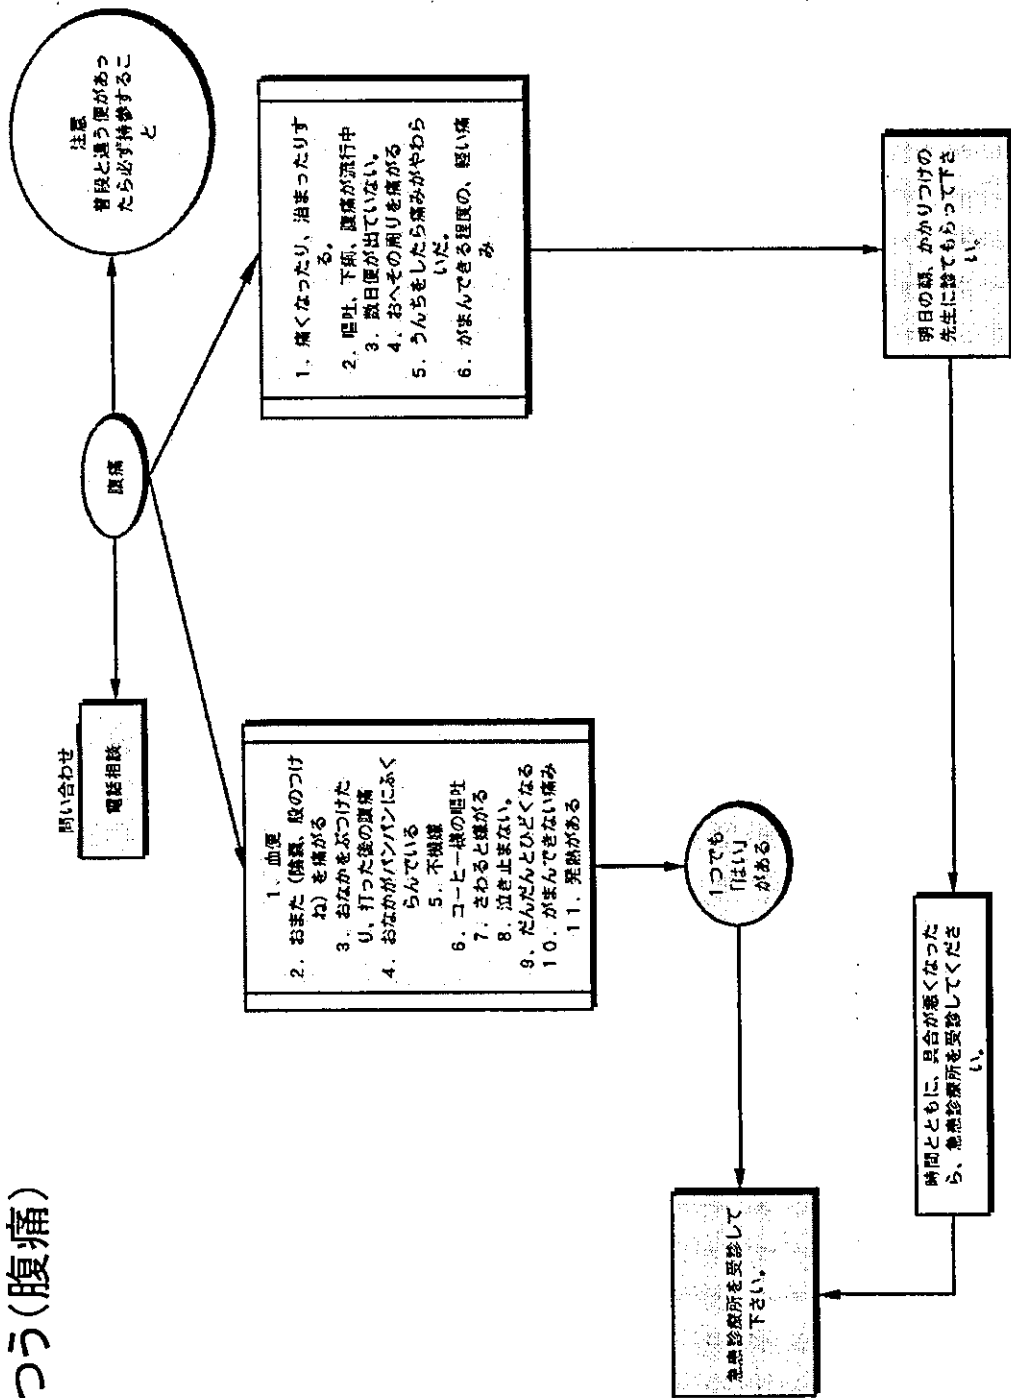 つう(腹痛)
問い合わせ
電話相談
腹痛
注意
普段と違う便があっ
たら必ず持参するこ
と
1．血便
2．おまた（陰嚢、股のつけ
ね）を痛がる
3．おなかをぶつけた
り、打った後の腹痛
4．おなかがパンパンにふく
らんでいる
5．不機嫌
6．コーヒー様の嘔吐
7．さわると嫌がる
8．泣き止まない。
9．だんだんとひどくなる
10．がまんできない痛み
11．発熱がある
1．痛くなったり、治まったりす
る。
2．嘔吐、下痢、腹痛が流行中
3．数日便が出ていない。
4．おへその周りを痛がる
5．うんちをしたら痛みがやわら
いだ。
6．がまんできる程度の、軽い痛
み
1つでも
「はい」
がある
急患診療所を受診して
下さい。
明日の朝、かかりつけの
先生に診てもらって下さ
い。
時間とともに、具合が悪くなった
ら、急患診療所を受診してくださ
い。